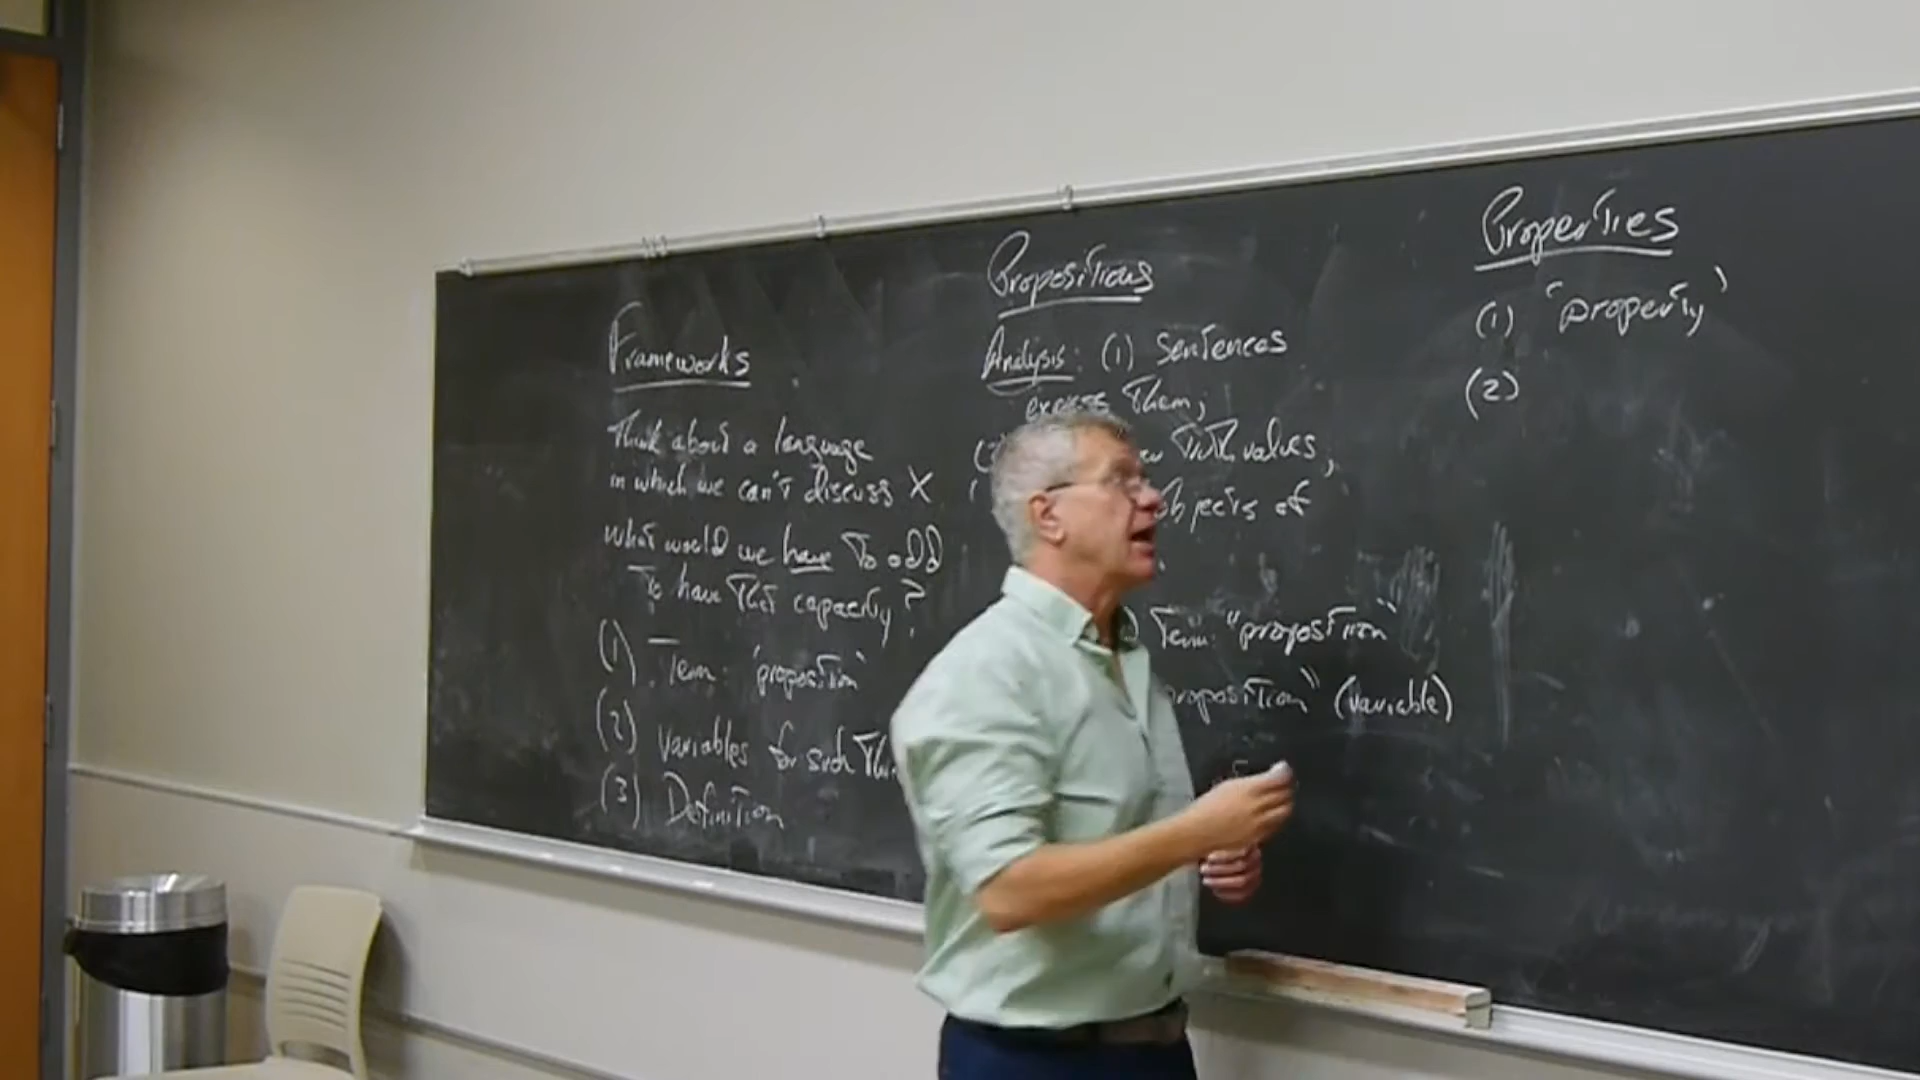 Frameworks
Think about a language
in which we can't discuss X
What would we have to add
to have that capacity?
(1) Term: 'proposition'
(2) variables for such
(3) Definition
Propositions
Analysis: (1) sentences
express them;
truth values,
objects of
Term: "proposition"
proposition" (variable)
Properties
(1) 'property'
(2)